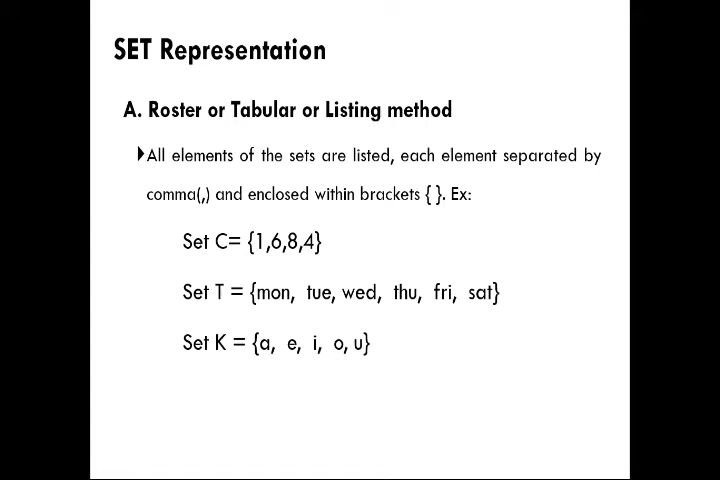 SET Representation
A. Roster or Tabular or Listing method
All elements of the sets are listed, each element separated by
comma(,) and enclosed within brackets { }. Ex:
Set C= {1,6,8,4}
Set T = {mon, tue, wed, thu, fri, sat}
Set K = {a, e, i, o, u}